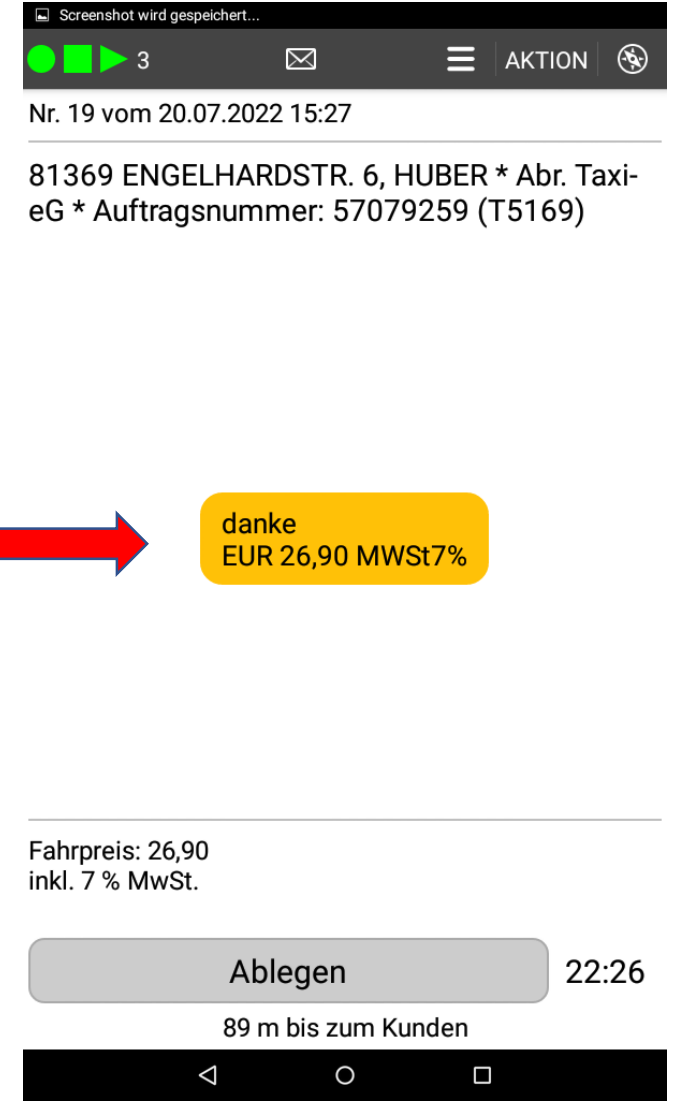 Screenshot wird gespeichert...
3
AKTION
Nr. 19 vom 20.07.2022 15:27
81369 ENGELHARDSTR. 6, HUBER * Abr. Taxi-
eG * Auftragsnummer: 57079259 (T5169)
danke
EUR 26,90 MWSt7%
Fahrpreis: 26,90
inkl. 7 % MwSt.
Ablegen
22:26
89 m bis zum Kunden